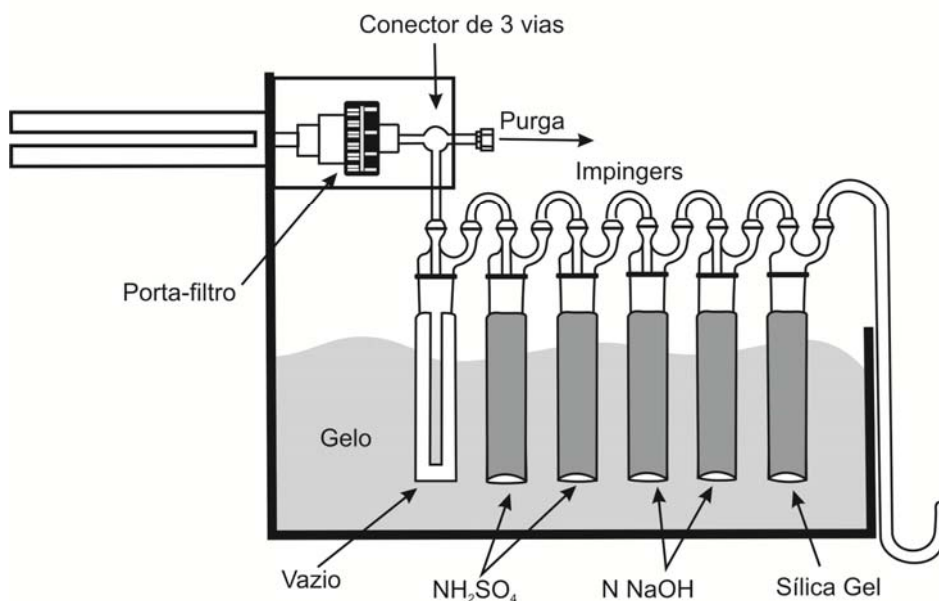 Conector de 3 vias
Purga
Impingers
Porta-filtro
Gelo
Vazio
NH₂SO₄
N NaOH
Sílica Gel